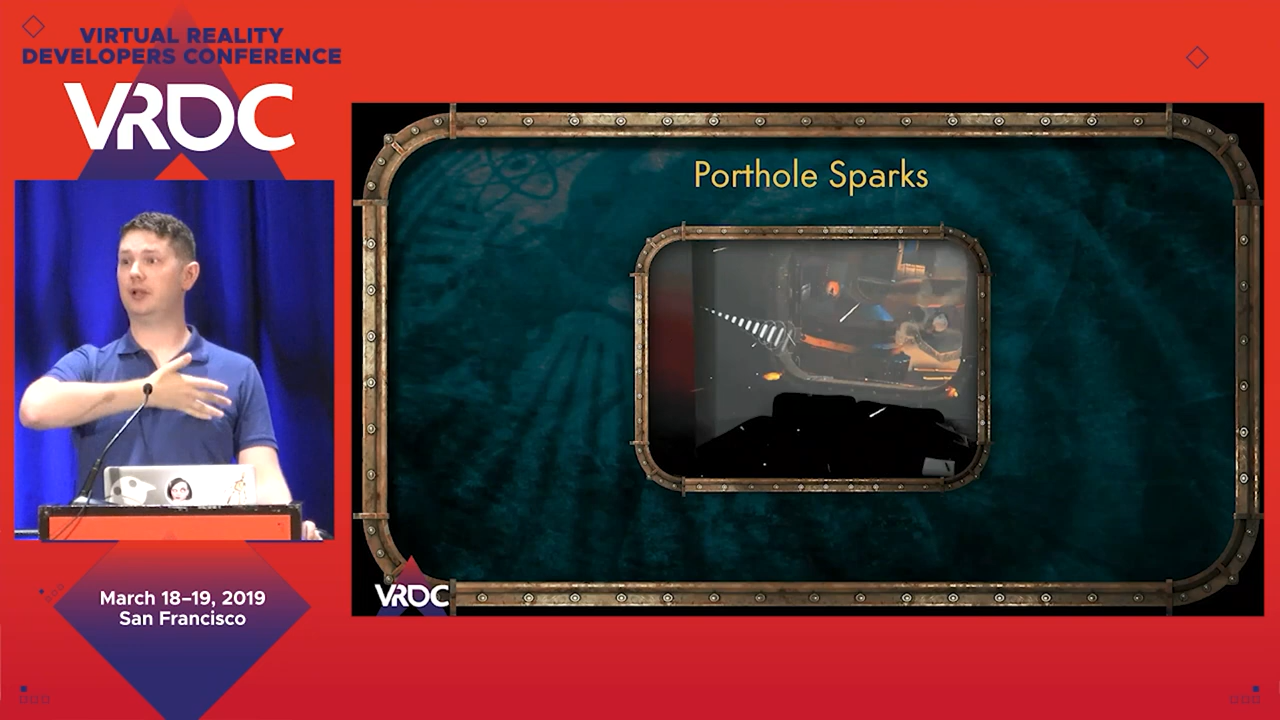 VIRTUAL REALITY
DEVELOPERS CONFERENCE
VRDC
Porthole Sparks
VRDC
March 18–19, 2019
San Francisco